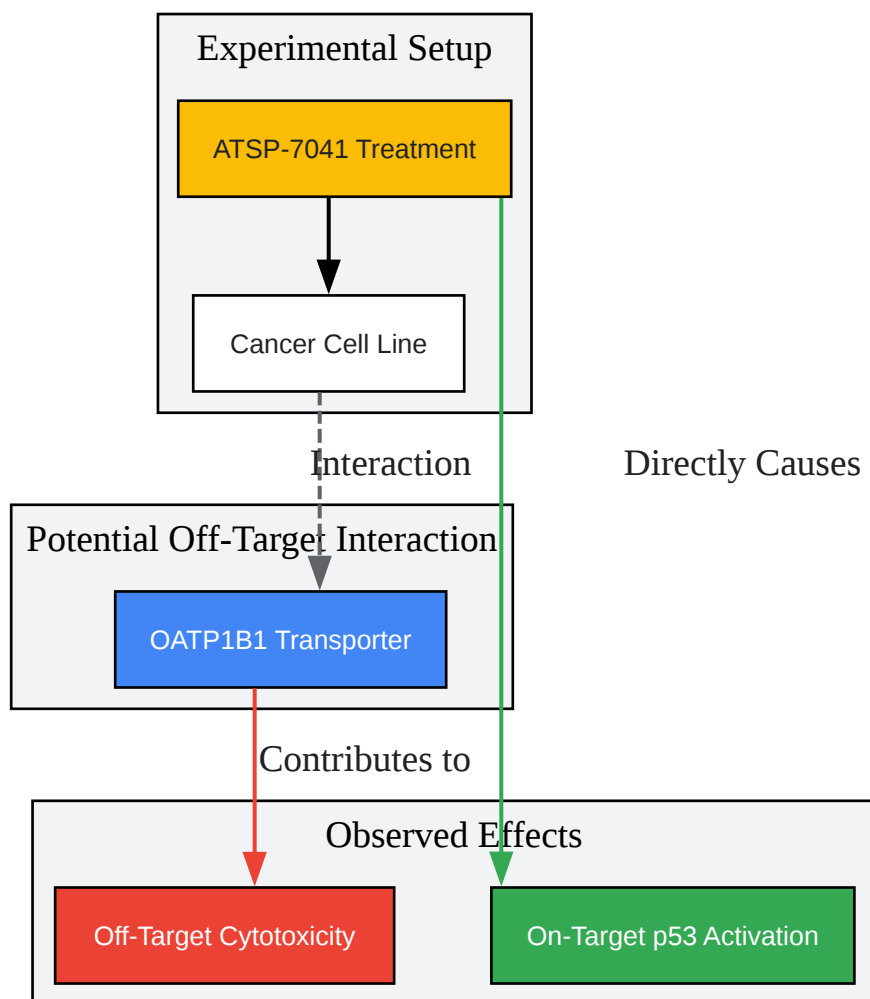 Experimental Setup
ATSP-7041 Treatment
Cancer Cell Line
Interaction
Directly Causes
Potential Off-Target Interaction
OATP1B1 Transporter
Contributes to
Observed Effects
Off-Target Cytotoxicity
On-Target p53 Activation